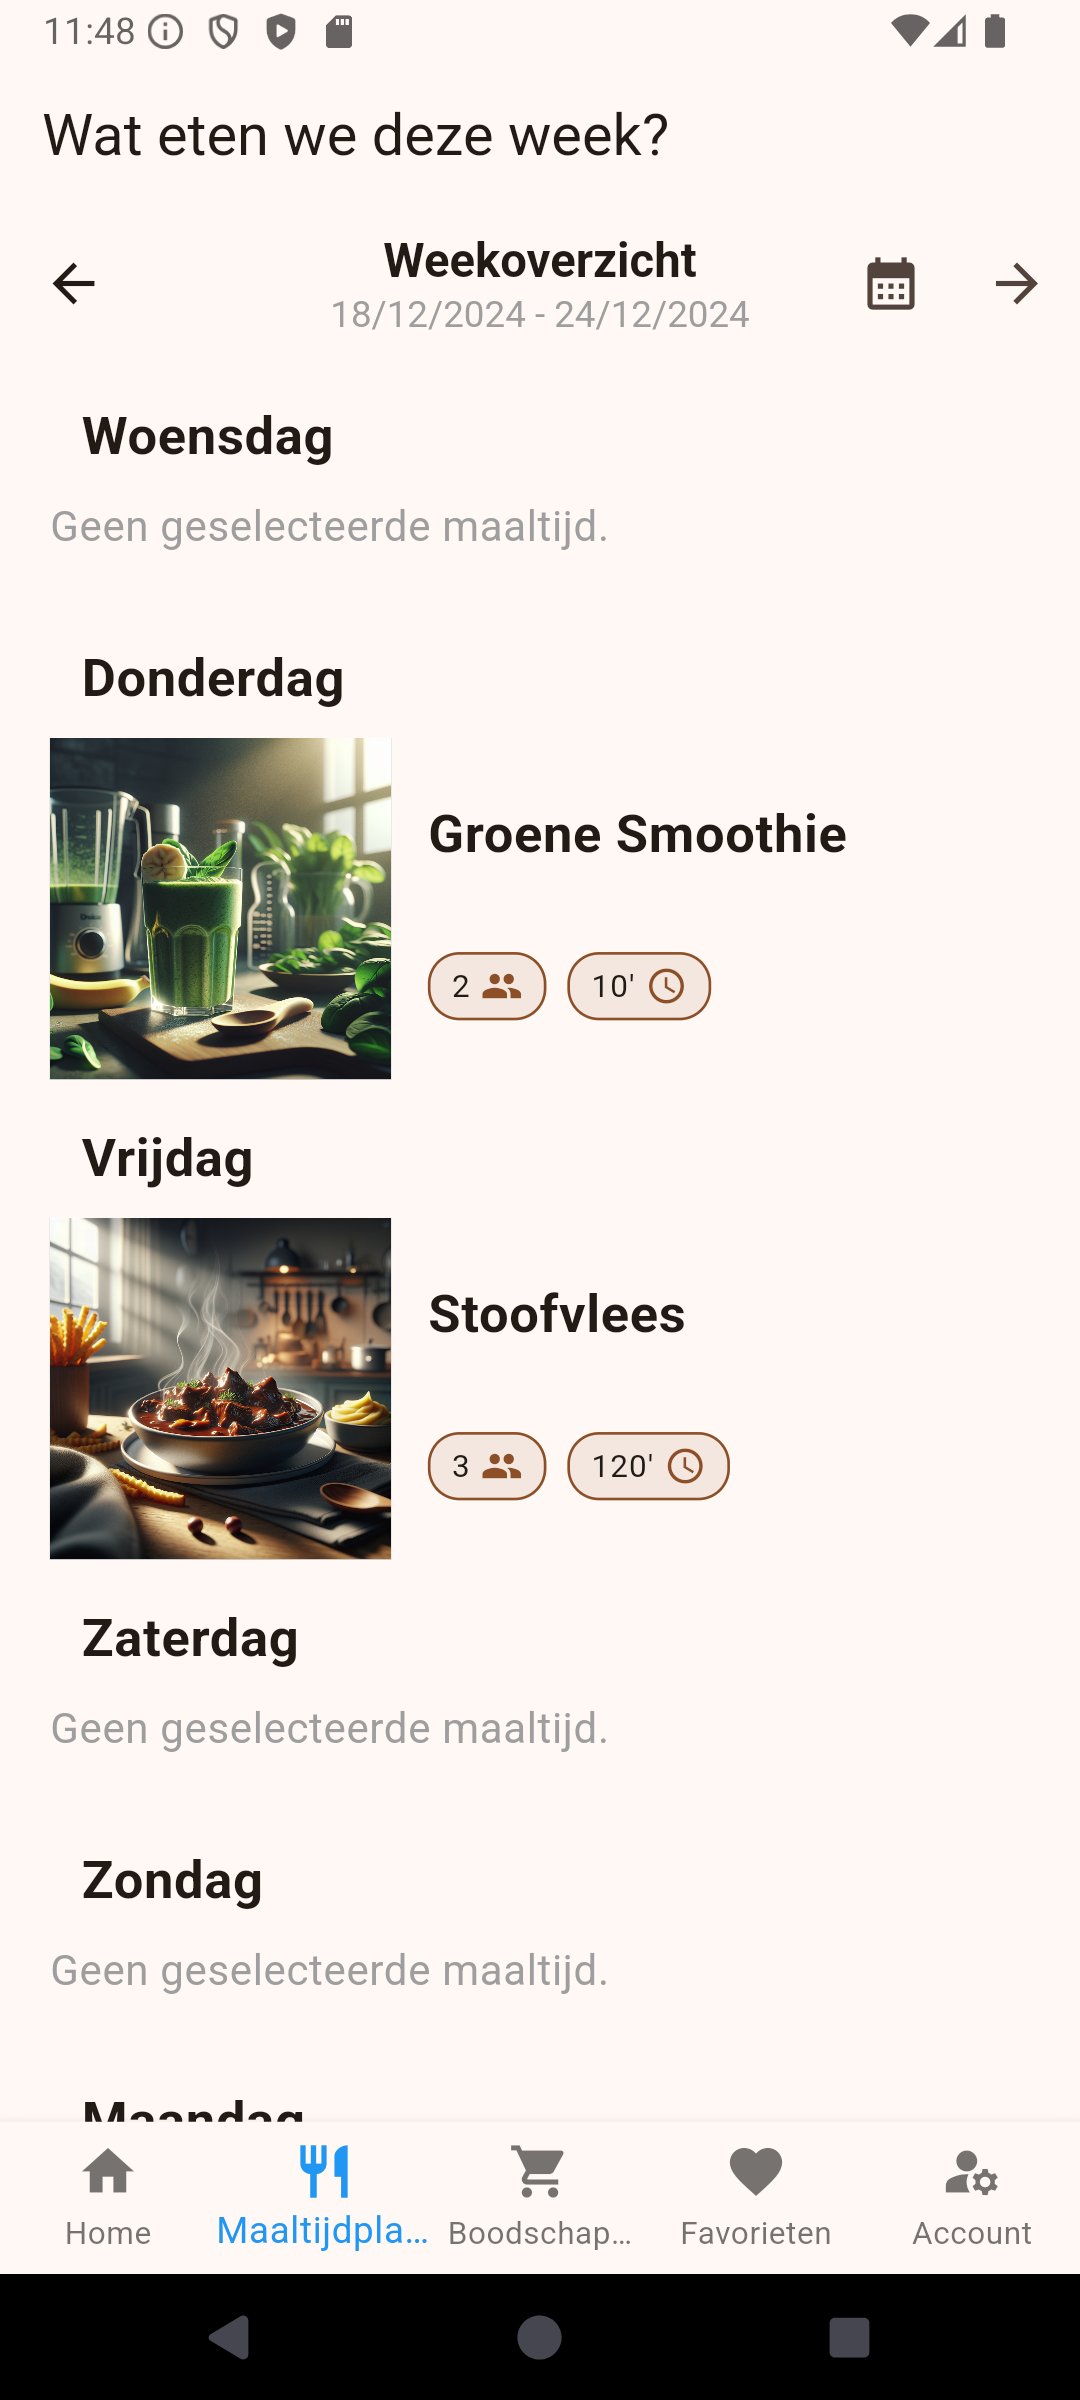 11:48
Wat eten we deze week?
Weekoverzicht
18/12/2024 - 24/12/2024
Woensdag
Geen geselecteerde maaltijd.
Donderdag
Groene Smoothie
2
10'
Vrijdag
Stoofvlees
3
120'
Zaterdag
Geen geselecteerde maaltijd.
Zondag
Geen geselecteerde maaltijd.
Maandag
Home
Maaltijdpla...
Boodschap...
Favorieten
Account